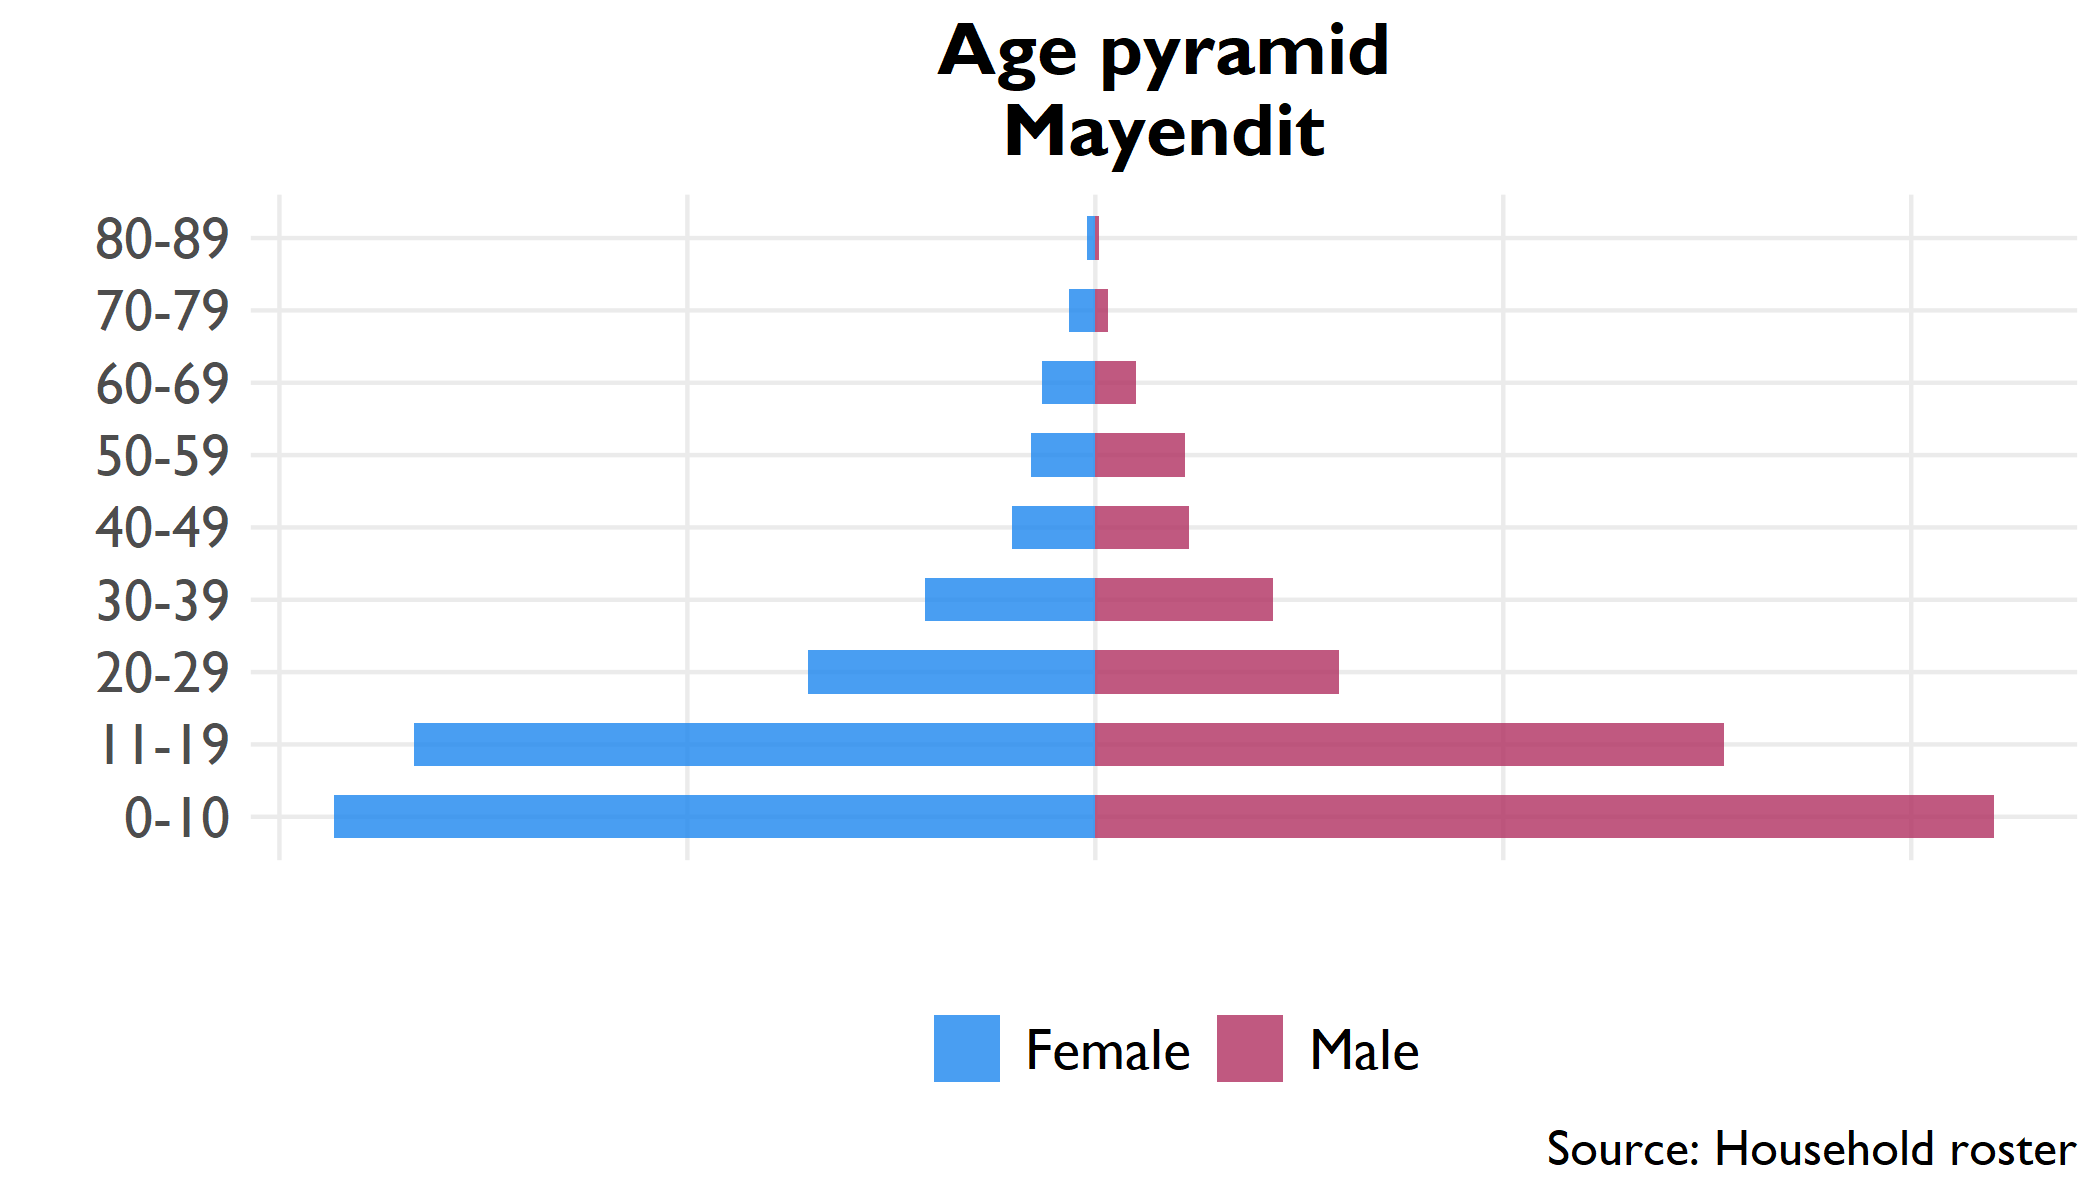 Age pyramid
Mayendit
80-89
70-79
60-69
50-59
40-49
30-39
20-29
11-19
0-10
Female Male
Source: Household roster